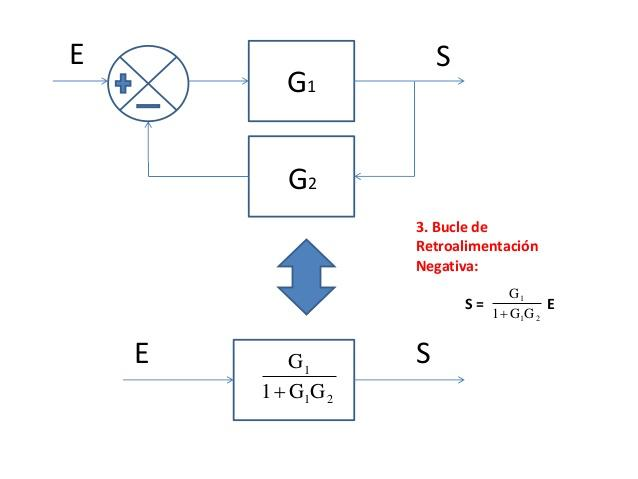 E
S
+
−
G1
G2
3. Bucle de
Retroalimentación
Negativa:
S = G1 / 1+G1G2 E
E
S
G1
1+G1G2